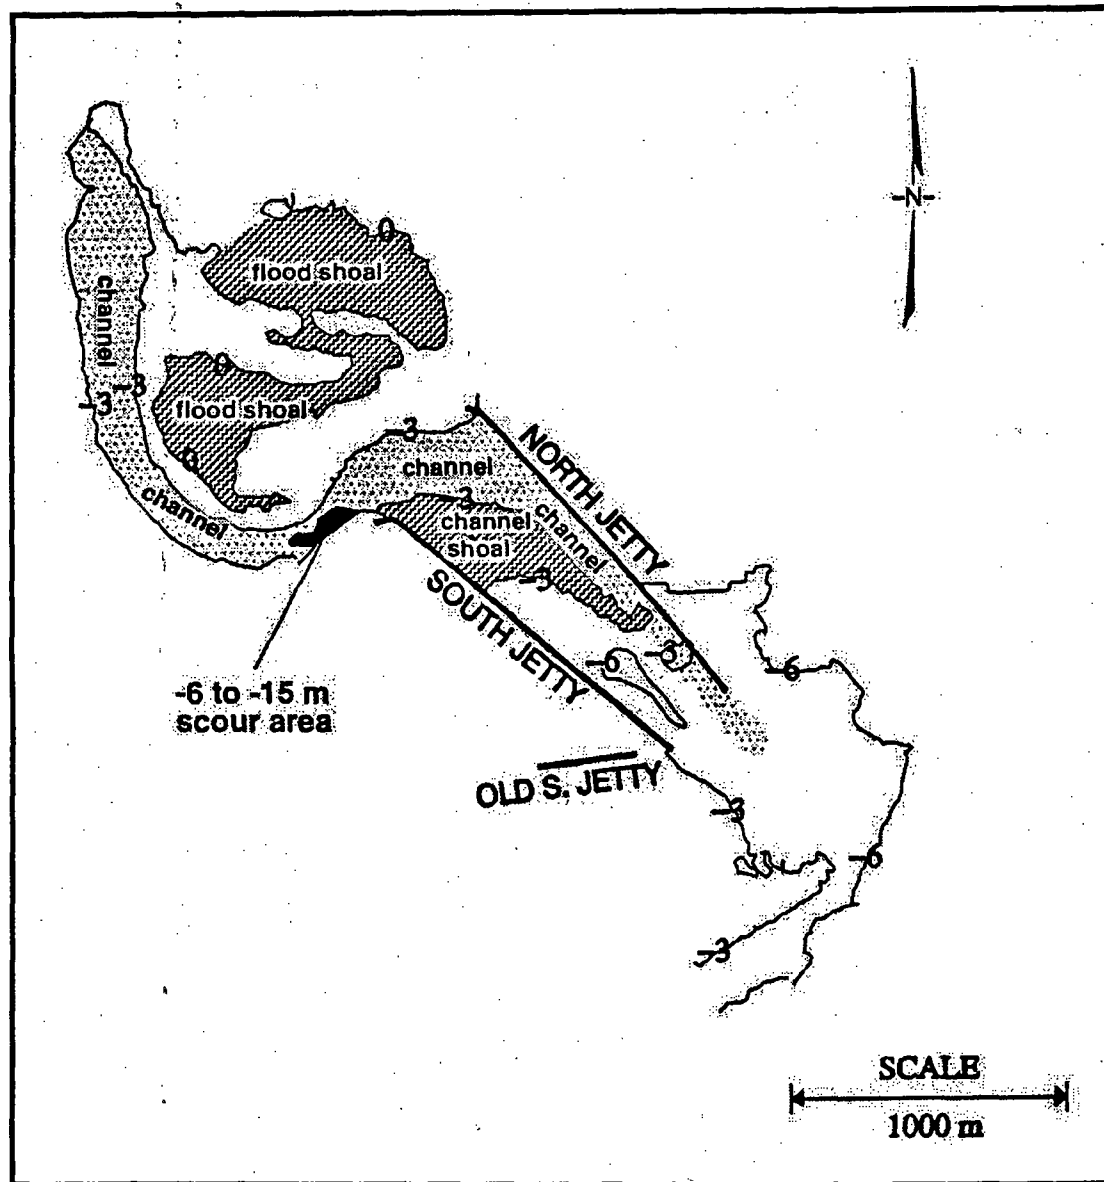 -N-
0
flood shoal
channel
0
-3
-3
flood shoal
-3
0
channel
NORTH JETTY
channel
3
channel
shoal
channel
-3
SOUTH JETTY
-6
-6
-6
-6 to -15 m
scour area
OLD S. JETTY
-3
-6
-3
SCALE
1000 m